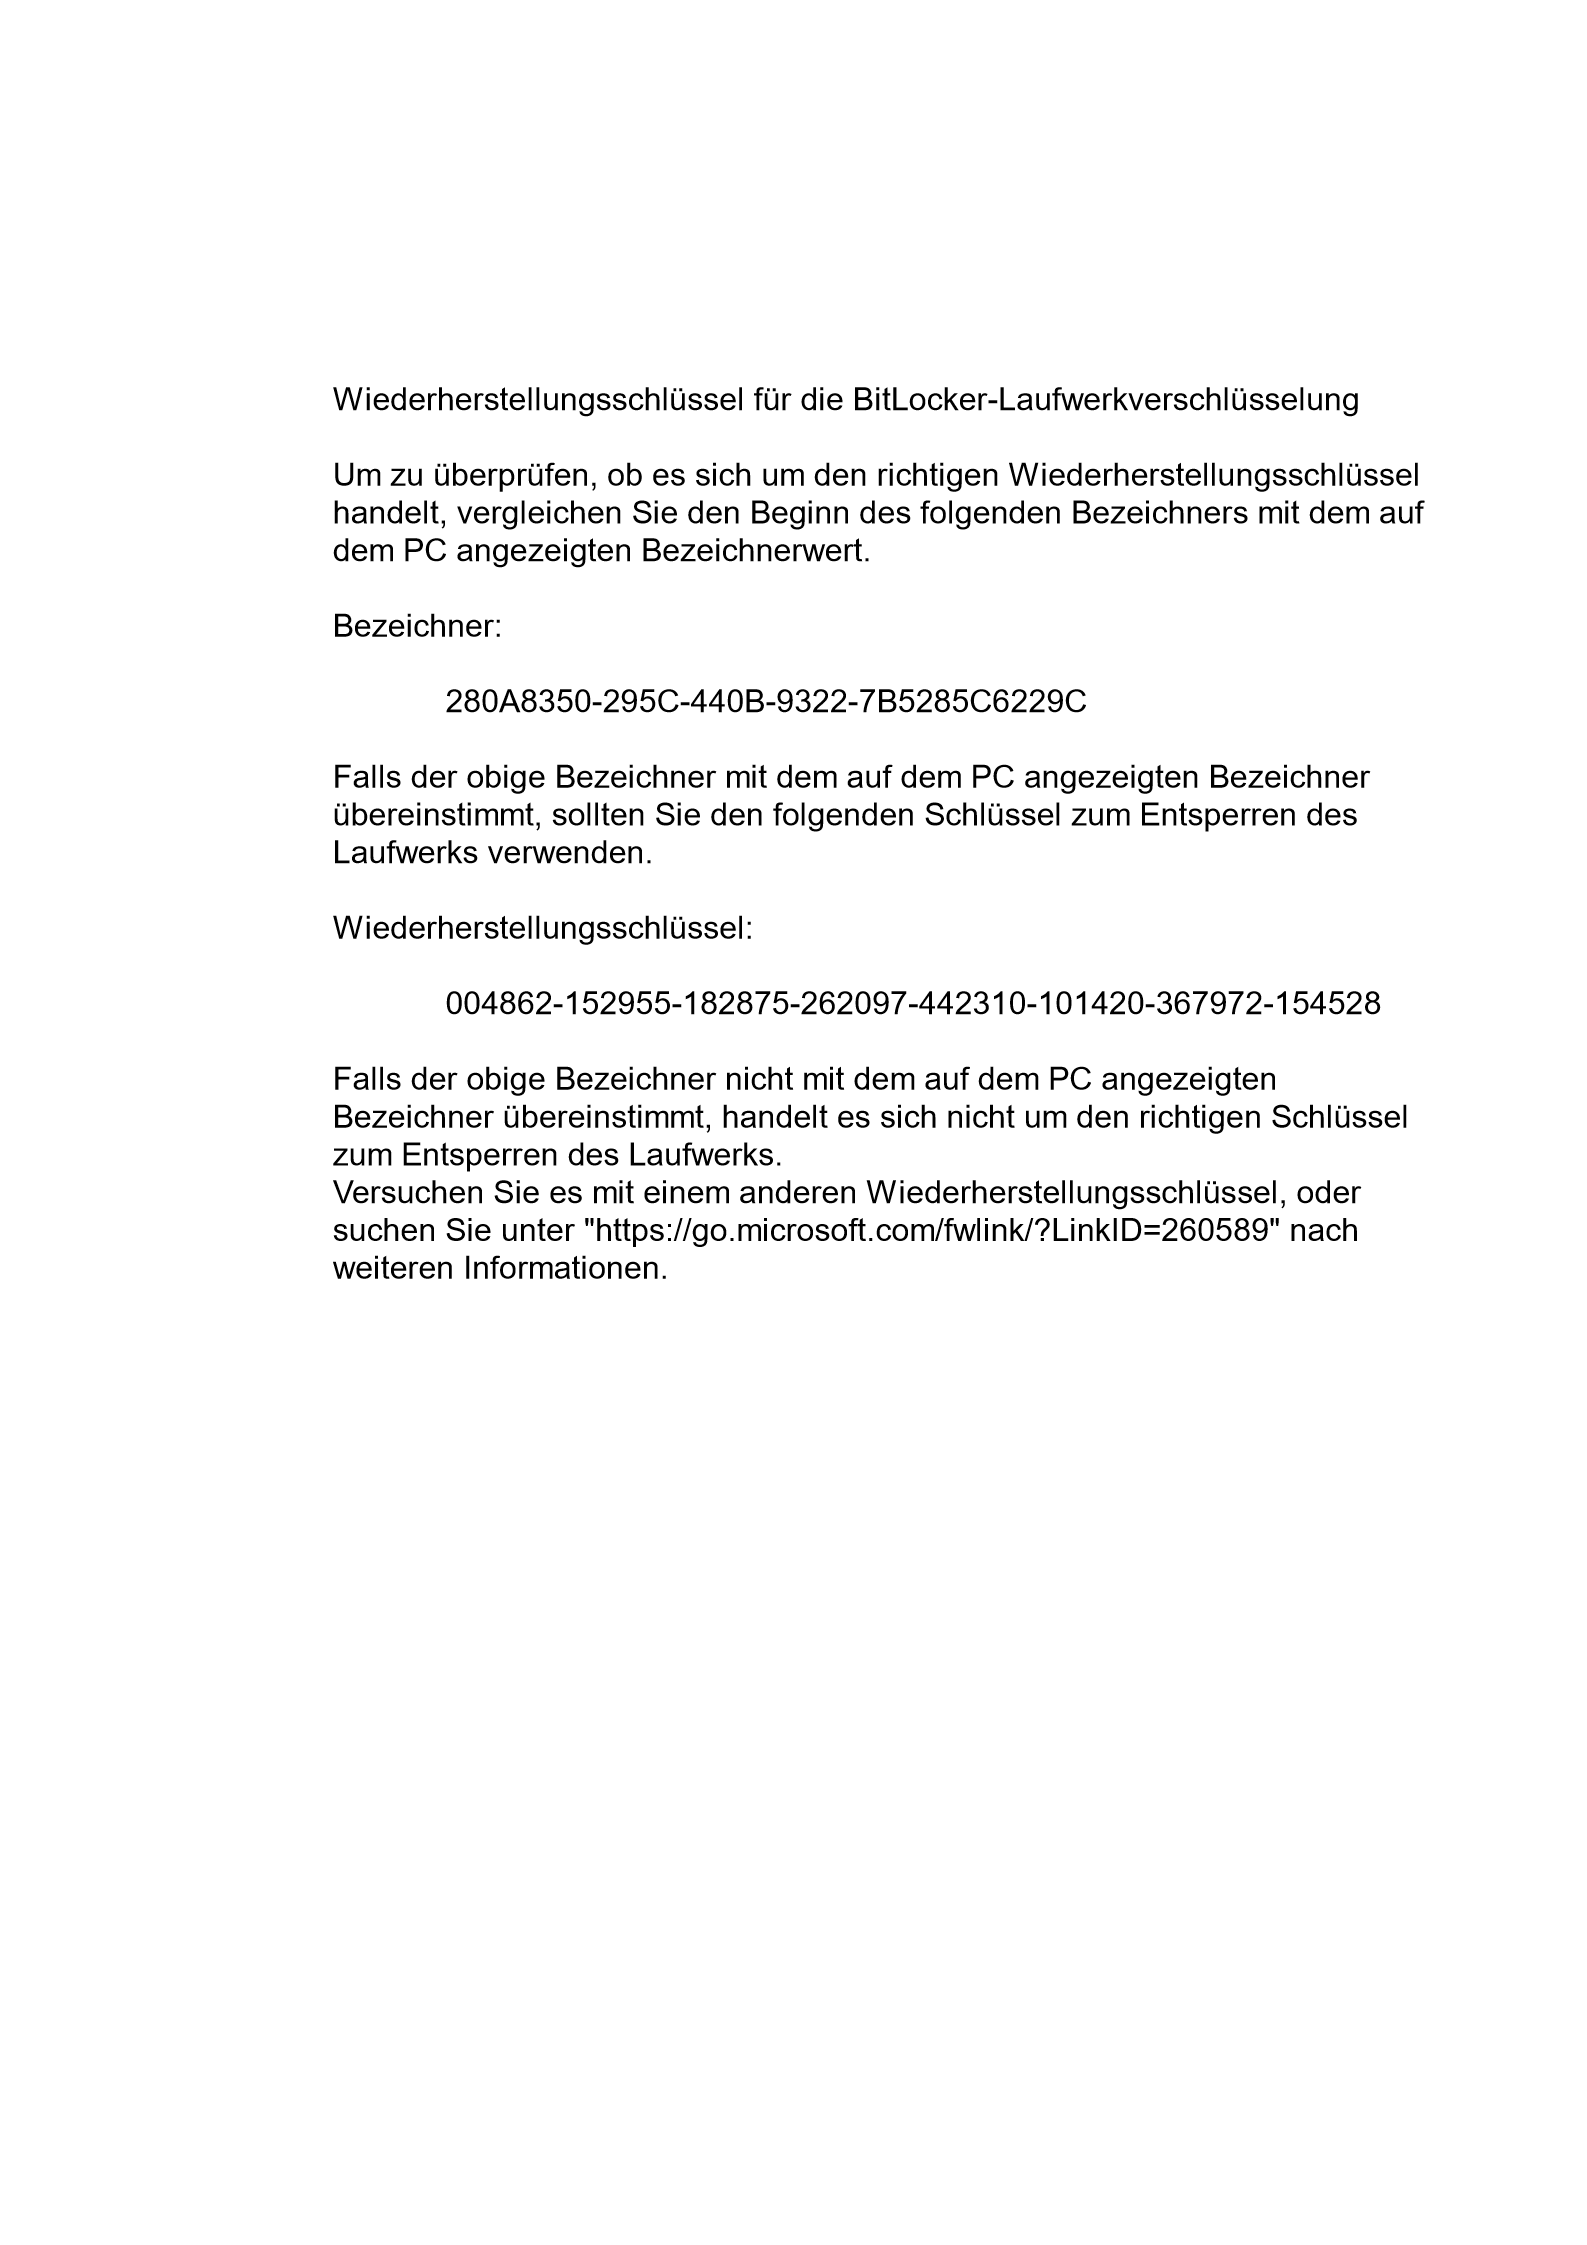 Wiederherstellungsschlüssel für die BitLocker-Laufwerkverschlüsselung
Um zu überprüfen, ob es sich um den richtigen Wiederherstellungsschlüssel
handelt, vergleichen Sie den Beginn des folgenden Bezeichners mit dem auf
dem PC angezeigten Bezeichnerwert.
Bezeichner:
280A8350-295C-440B-9322-7B5285C6229C
Falls der obige Bezeichner mit dem auf dem PC angezeigten Bezeichner
übereinstimmt, sollten Sie den folgenden Schlüssel zum Entsperren des
Laufwerks verwenden.
Wiederherstellungsschlüssel:
004862-152955-182875-262097-442310-101420-367972-154528
Falls der obige Bezeichner nicht mit dem auf dem PC angezeigten
Bezeichner übereinstimmt, handelt es sich nicht um den richtigen Schlüssel
zum Entsperren des Laufwerks.
Versuchen Sie es mit einem anderen Wiederherstellungsschlüssel, oder
suchen Sie unter "https://go.microsoft.com/fwlink/?LinkID=260589" nach
weiteren Informationen.